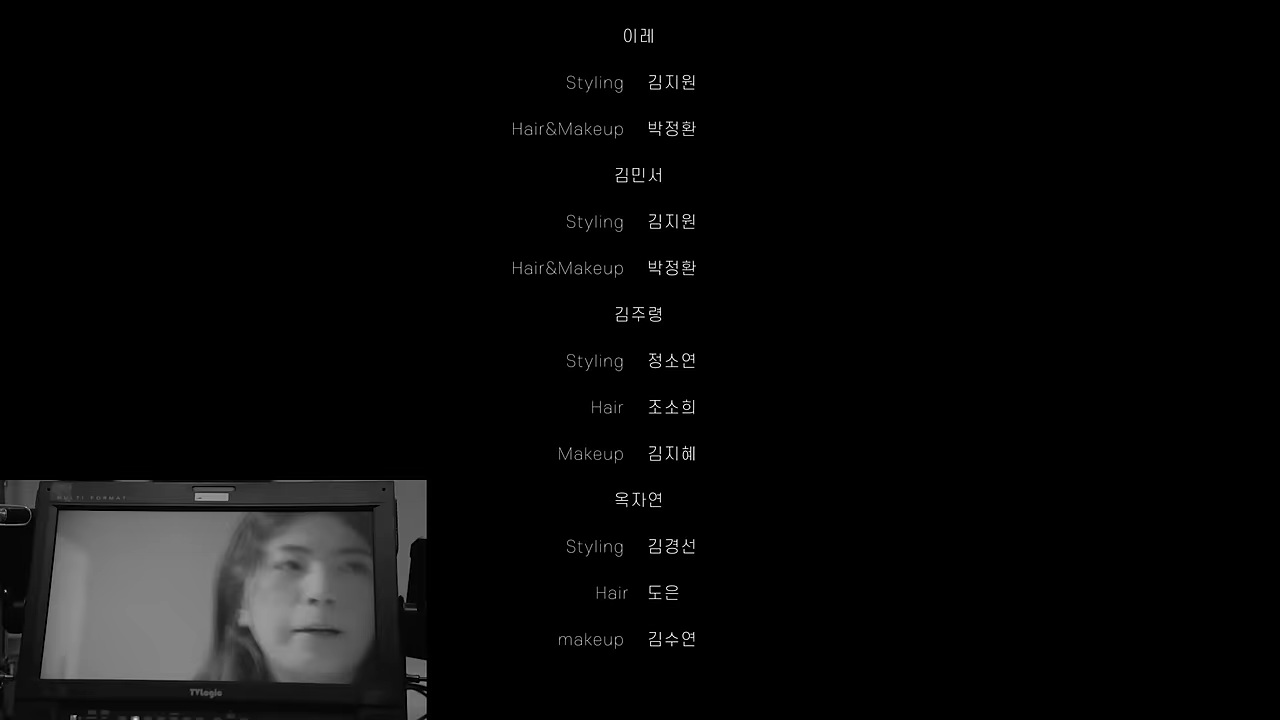 이레
Styling 김지원
Hair&Makeup 박정환
김민서
Styling 김지원
Hair&Makeup 박정환
김주령
Styling 정소연
Hair 조소희
Makeup 김지혜
옥자연
Styling 김경선
Hair 도은
makeup 김수연
MULTI FORMAT
TVLogic